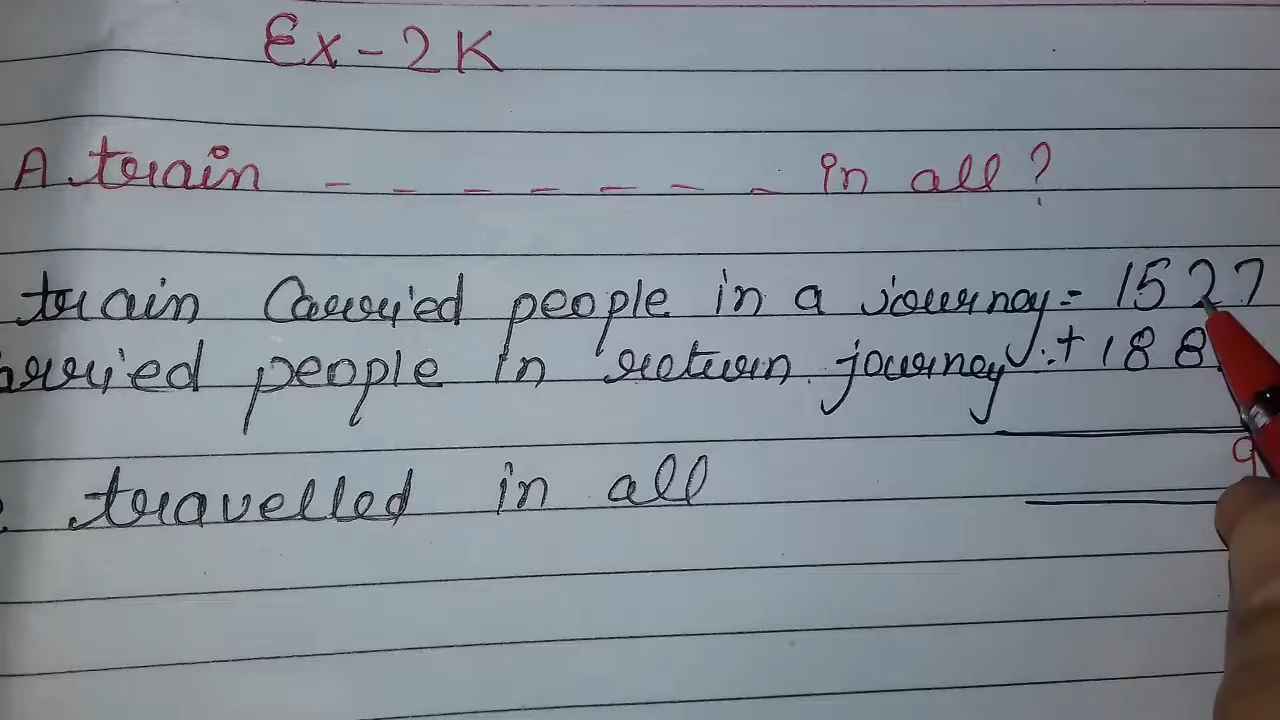 Ex-2K
A train - - - - - - - in all?
train Carried people in a journey = 1527
people in return journey + 188
9
travelled in all